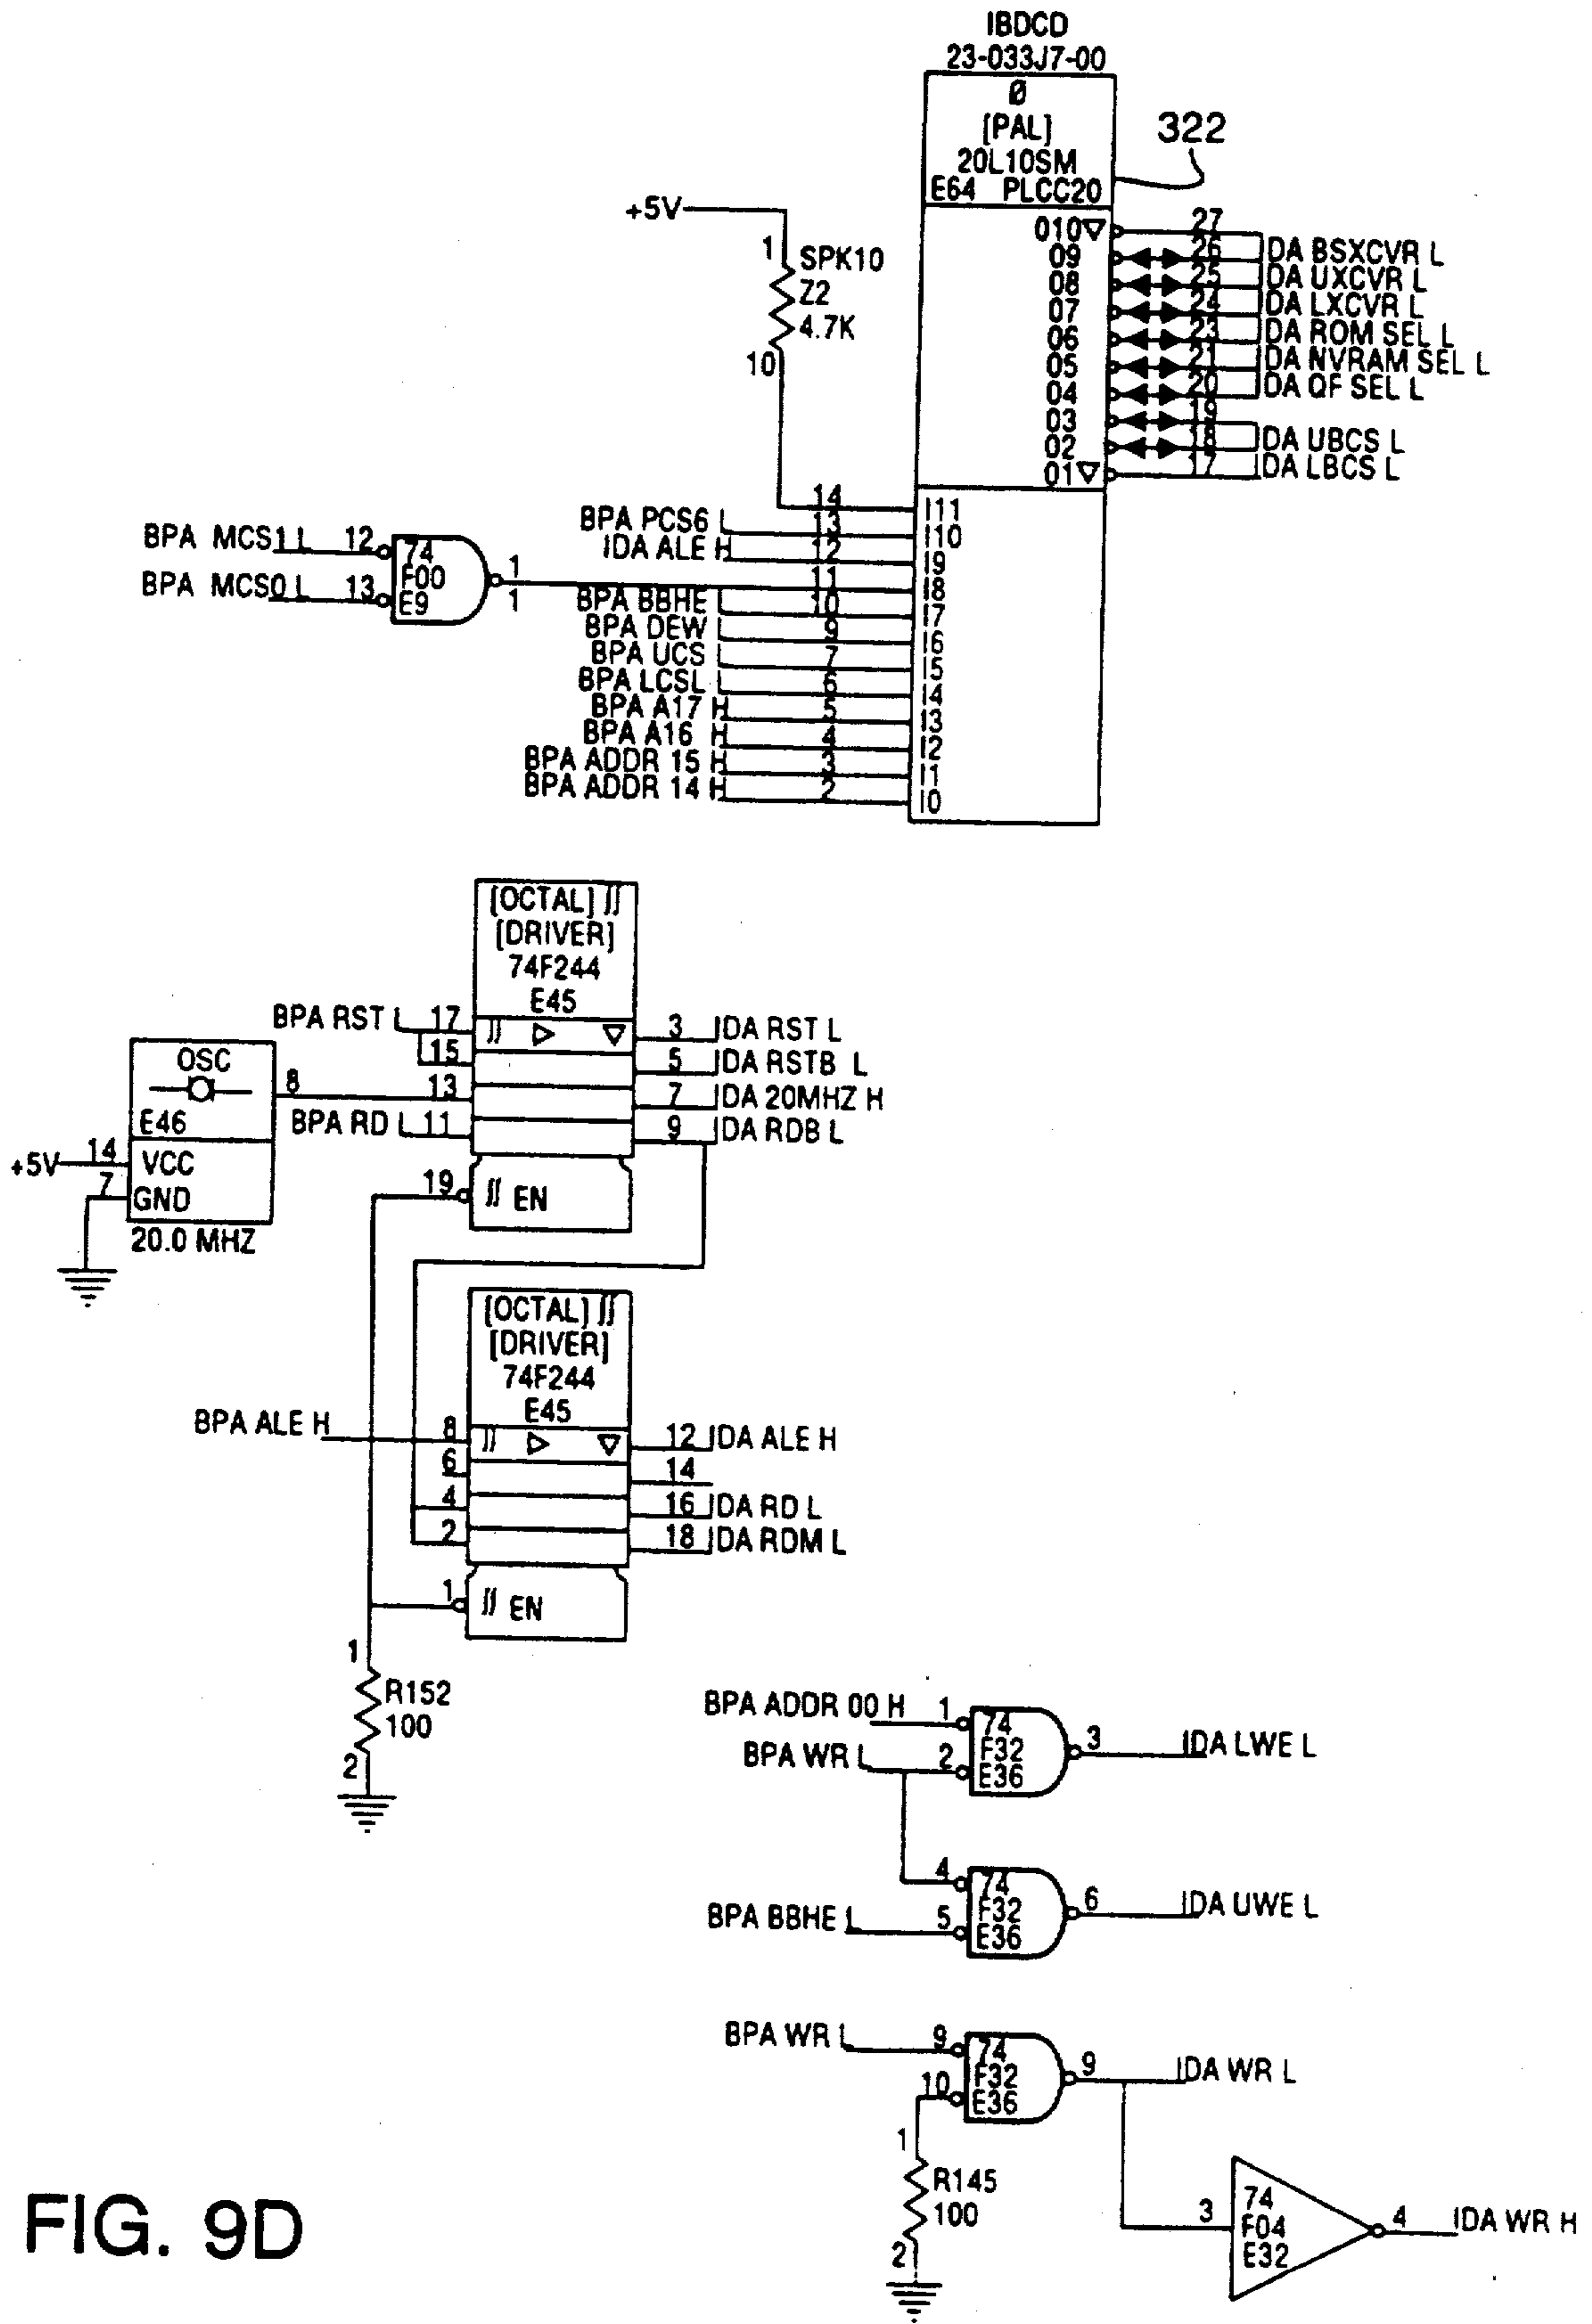 IBDCD
23-033J7-00
Ø
[PAL]
20L10SM
E64 PLCC20
322
+5V
1
SPK10
Z2
4.7K
10
O10 27
O9 26 IDA BSXCVR L
O8 25 IDA UXCVR L
O7 24 IDA LXCVR L
O6 23 IDA ROM SEL L
O5 21 IDA NVRAM SEL L
O4 20 IDA QF SEL L
O3 19
O2 18 IDA UBCS L
O1 17 IDA LBCS L
14 I11
BPA PCS6 L 13 I10
IDA ALE H 12 I9
BPA MCS1 L 12
BPA MCS0 L 13
74
F00
E9
1
1
11 I8
BPA BBHE L 10 I7
BPA DEW L 9 I6
BPA UCS L 7 I5
BPA LCSL L 6 I4
BPA A17 H 5 I3
BPA A16 H 4 I2
BPA ADDR 15 H 3 I1
BPA ADDR 14 H 2 I0
[OCTAL]
[DRIVER]
74F244
E45
BPA RST L 17 3 IDA RST L
15 5 IDA RSTB L
13 7 IDA 20MHZ H
BPA RD L 11 9 IDA RDB L
19 EN
OSC
8
E46
+5V 14 VCC
7 GND
20.0 MHZ
[OCTAL]
[DRIVER]
74F244
E45
BPA ALE H 8 12 IDA ALE H
6 14
4 16 IDA RD L
2 18 IDA RDM L
1 EN
1
R152
100
2
BPA ADDR 00 H 1
BPA WR L 2
74
F32
E36
3 IDA LWE L
4
BPA BBHE L 5
74
F32
E36
6 IDA UWE L
BPA WR L 9
10
74
F32
E36
9 IDA WR L
1
R145
100
2
3
74
F04
E32
4 IDA WR H
FIG. 9D